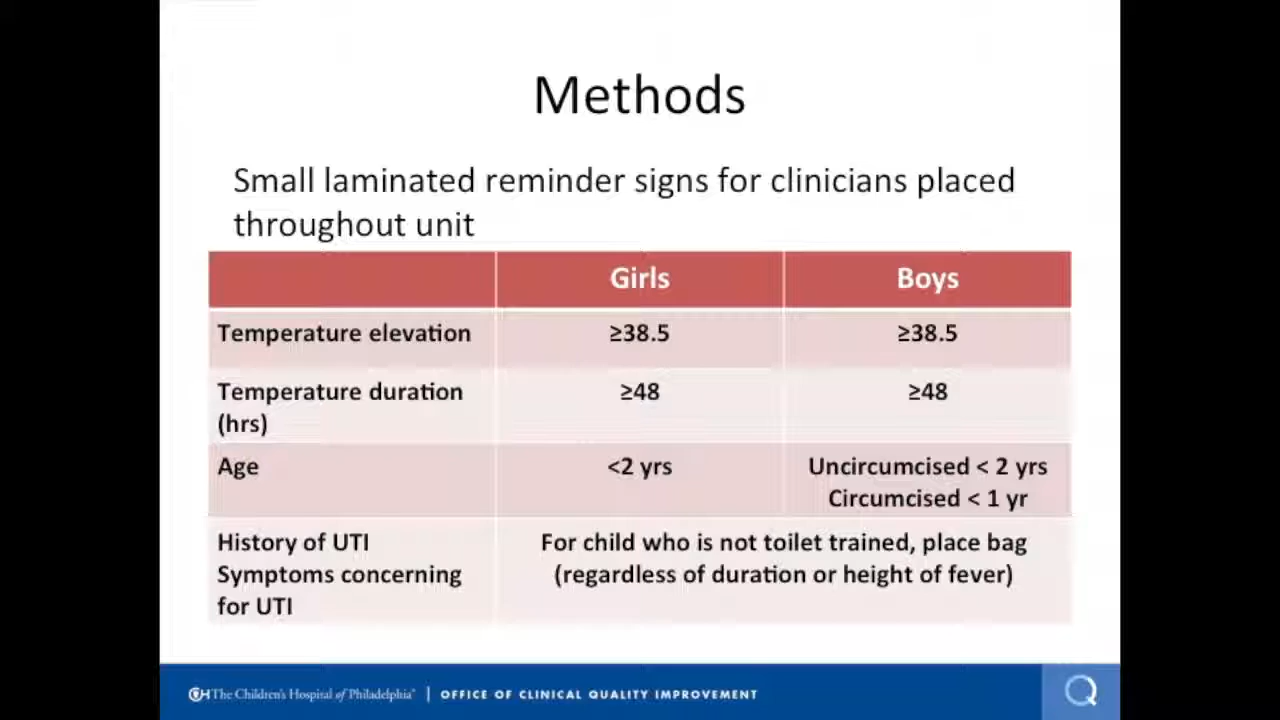 Methods
Small laminated reminder signs for clinicians placed
throughout unit
Girls
Boys
Temperature elevation
≥38.5
≥38.5
Temperature duration
(hrs)
≥48
≥48
Age
<2 yrs
Uncircumcised < 2 yrs
Circumcised < 1 yr
History of UTI
Symptoms concerning
for UTI
For child who is not toilet trained, place bag
(regardless of duration or height of fever)
CH The Children's Hospital of Philadelphia® | OFFICE OF CLINICAL QUALITY IMPROVEMENT
Q